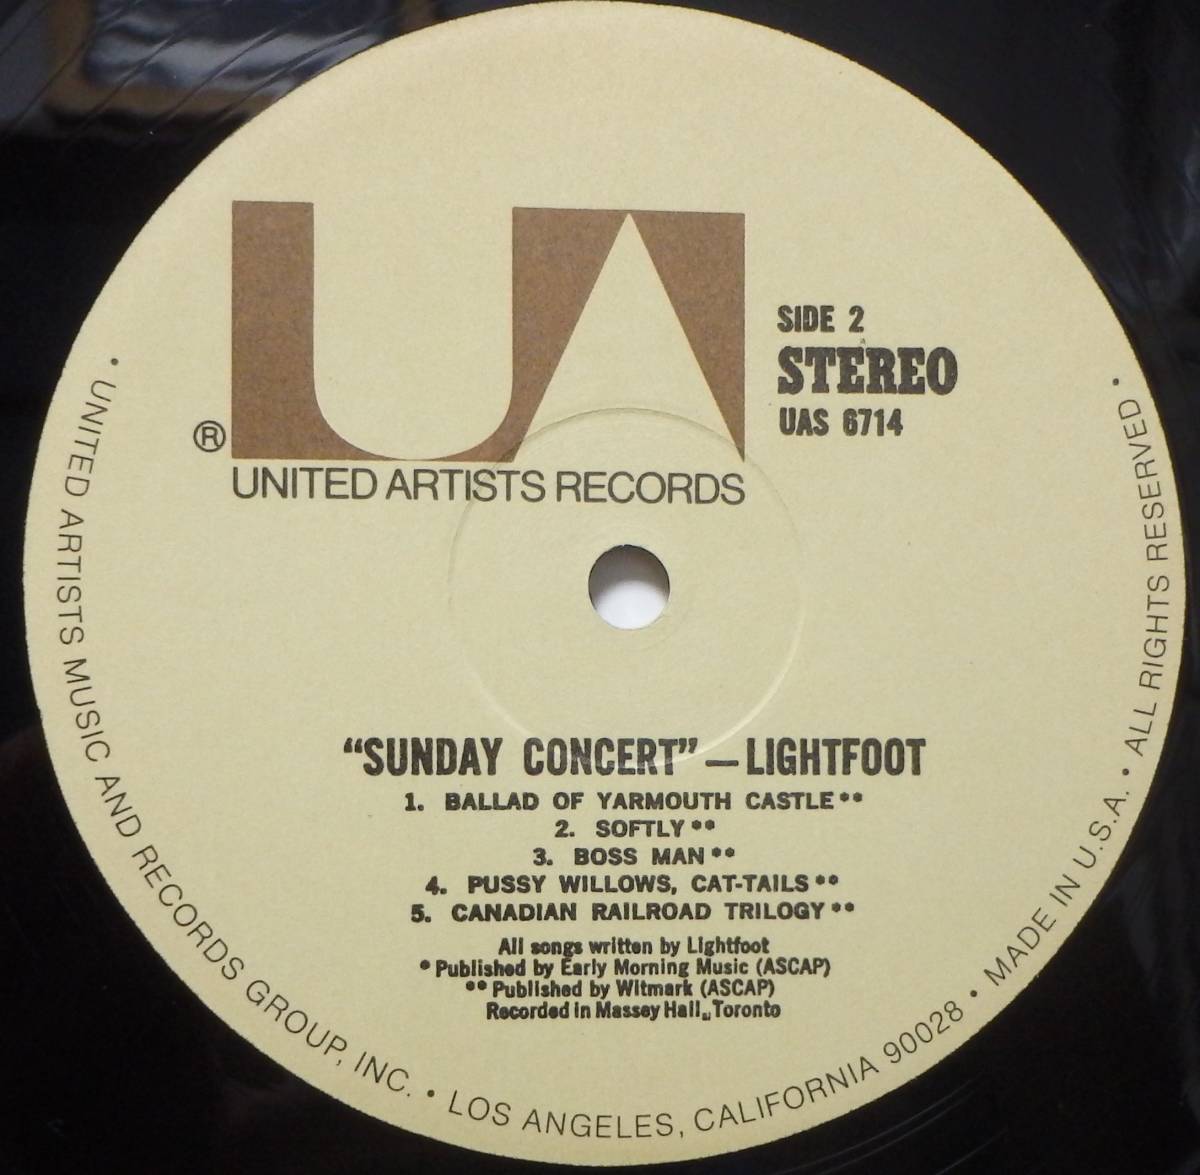 UA
®
UNITED ARTISTS RECORDS
SIDE 2
STEREO
UAS 6714
"SUNDAY CONCERT" — LIGHTFOOT
1. BALLAD OF YARMOUTH CASTLE**
2. SOFTLY**
3. BOSS MAN**
4. PUSSY WILLOWS, CAT-TAILS**
5. CANADIAN RAILROAD TRILOGY**
All songs written by Lightfoot
* Published by Early Morning Music (ASCAP)
** Published by Witmark (ASCAP)
Recorded in Massey Hall, Toronto
• UNITED ARTISTS MUSIC AND RECORDS GROUP, INC. • LOS ANGELES, CALIFORNIA 90028 • MADE IN U.S.A. • ALL RIGHTS RESERVED •